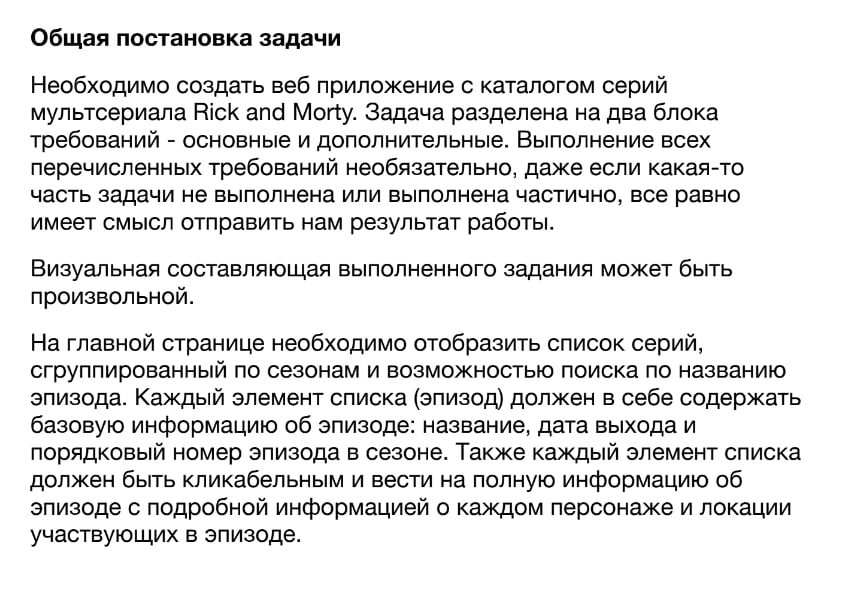 Общая постановка задачи
Необходимо создать веб приложение с каталогом серий
мультсериала Rick and Morty. Задача разделена на два блока
требований - основные и дополнительные. Выполнение всех
перечисленных требований необязательно, даже если какая-то
часть задачи не выполнена или выполнена частично, все равно
имеет смысл отправить нам результат работы.
Визуальная составляющая выполненного задания может быть
произвольной.
На главной странице необходимо отобразить список серий,
сгруппированный по сезонам и возможностью поиска по названию
эпизода. Каждый элемент списка (эпизод) должен в себе содержать
базовую информацию об эпизоде: название, дата выхода и
порядковый номер эпизода в сезоне. Также каждый элемент списка
должен быть кликабельным и вести на полную информацию об
эпизоде с подробной информацией о каждом персонаже и локации
участвующих в эпизоде.